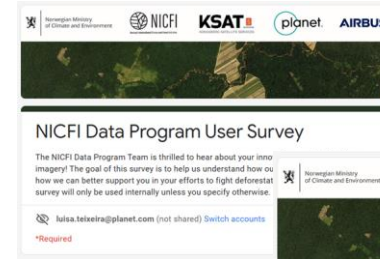 Norwegian Ministry
of Climate and Environment
NICFI
KSAT
planet.
AIRBUS
NICFI Data Program User Survey
The NICFI Data Program Team is thrilled to hear about your inno
imagery! The goal of this survey is to help us understand how ou
how we can better support you in your efforts to fight deforestat
survey will only be used internally unless you specify otherwise.
luisa.teixeira@planet.com (not shared) Switch accounts
*Required
Norwegian Ministry
of Climate and Environment